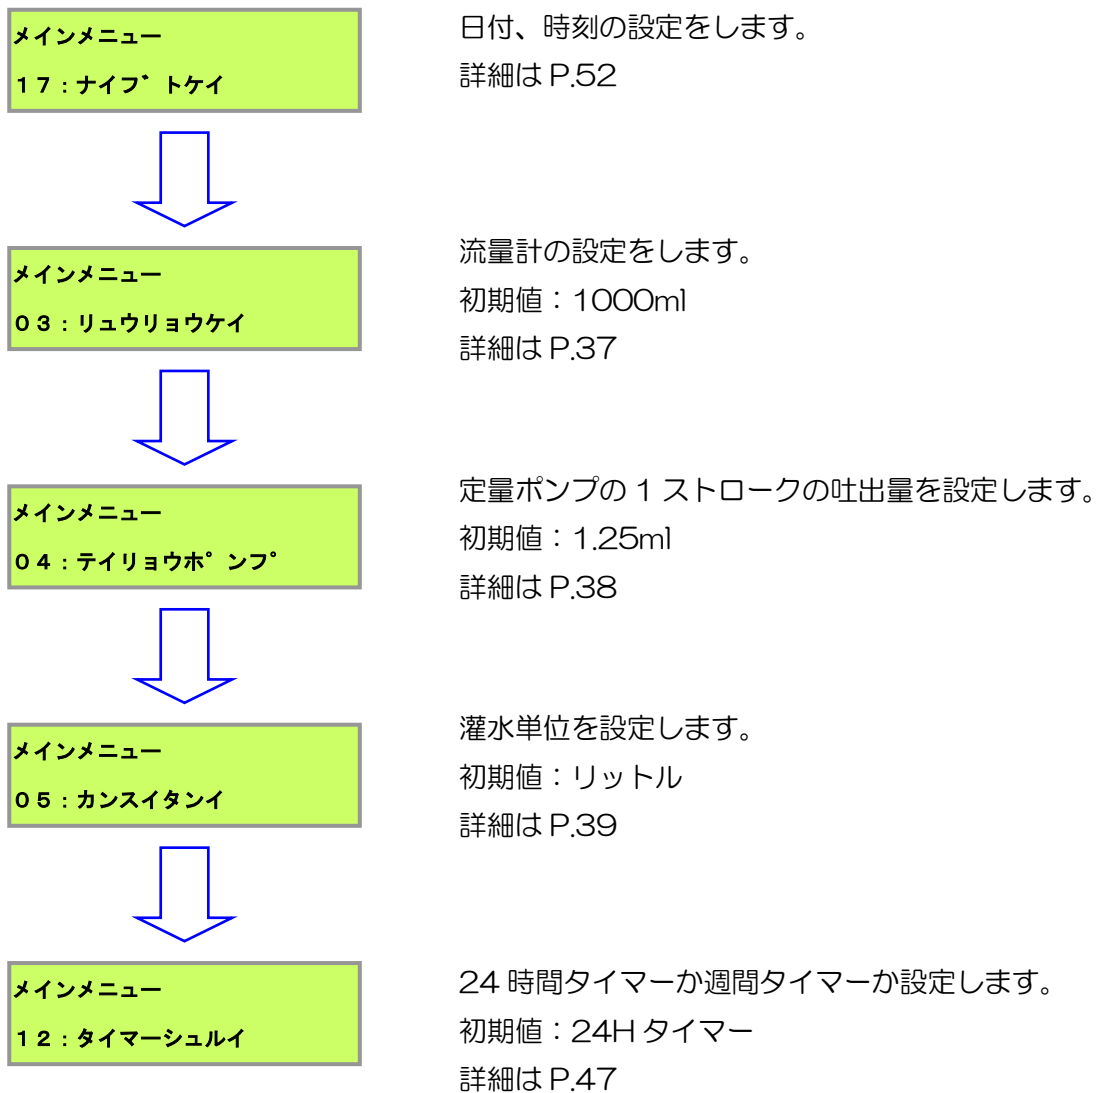 メインメニュー
17：ナイブトケイ
日付、時刻の設定をします。
詳細は P.52
メインメニュー
03：リュウリョウケイ
流量計の設定をします。
初期値：1000ml
詳細は P.37
メインメニュー
04：テイリョウポンプ
定量ポンプの 1 ストロークの吐出量を設定します。
初期値：1.25ml
詳細は P.38
メインメニュー
05：カンスイタンイ
灌水単位を設定します。
初期値：リットル
詳細は P.39
メインメニュー
12：タイマーシュルイ
24 時間タイマーか週間タイマーか設定します。
初期値：24H タイマー
詳細は P.47